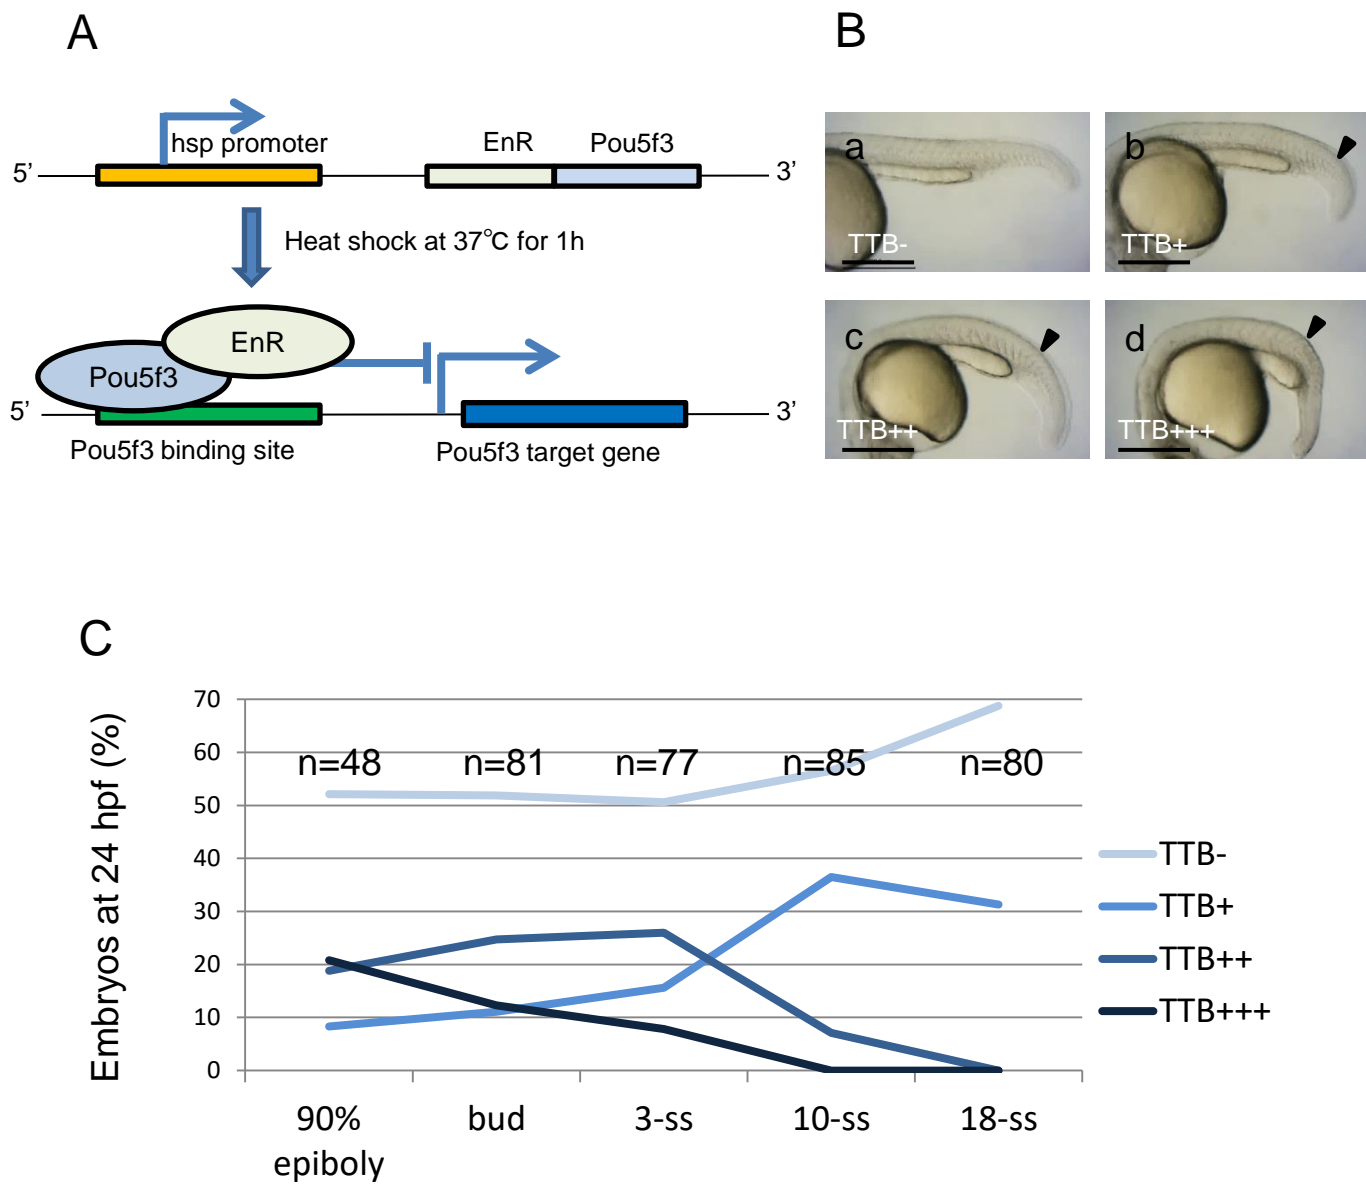 A
hsp promoter
EnR
Pou5f3
5’
3’
Heat shock at 37℃ for 1h
EnR
Pou5f3
5’
3’
Pou5f3 binding site
Pou5f3 target gene
B
a
TTB-
b
TTB+
c
TTB++
d
TTB+++
C
Embryos at 24 hpf (%)
70
60
50
40
30
20
10
0
n=48
n=81
n=77
n=85
n=80
90%
epiboly
bud
3-ss
10-ss
18-ss
TTB-
TTB+
TTB++
TTB+++